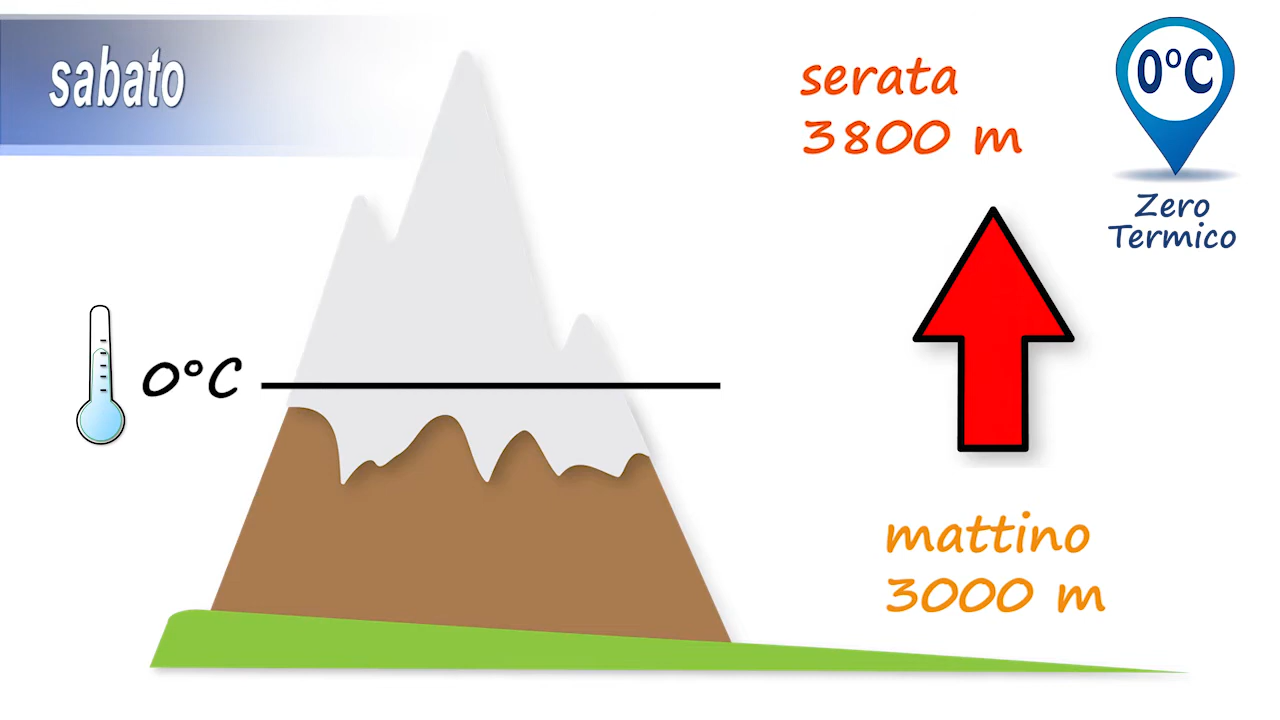 sabato
serata
3800 m
0°C
Zero
Termico
0°C
mattino
3000 m